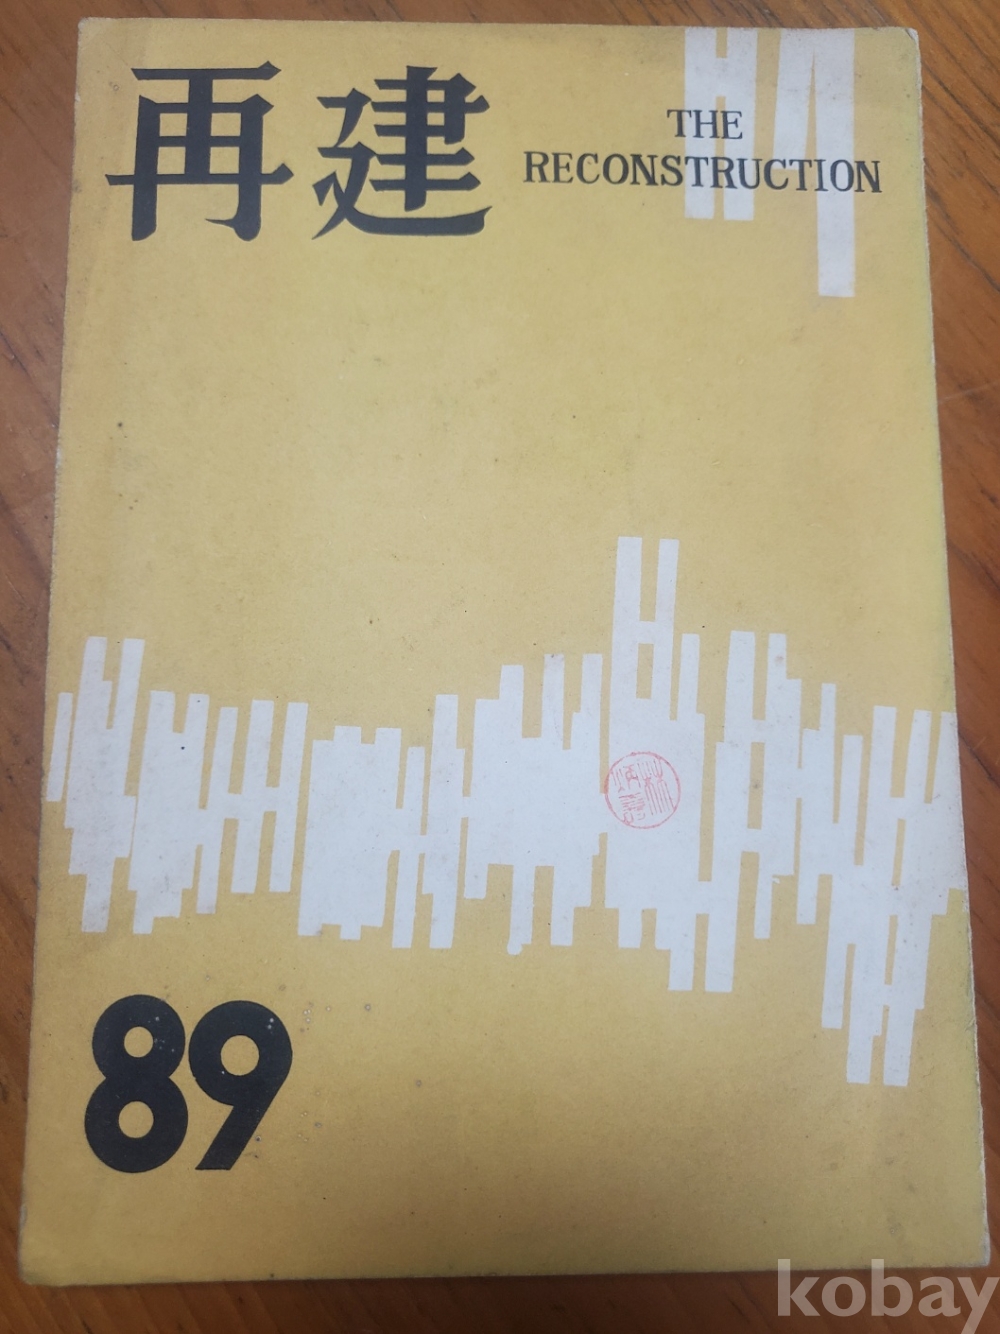 再建
THE
RECONSTRUCTION
89
kobay